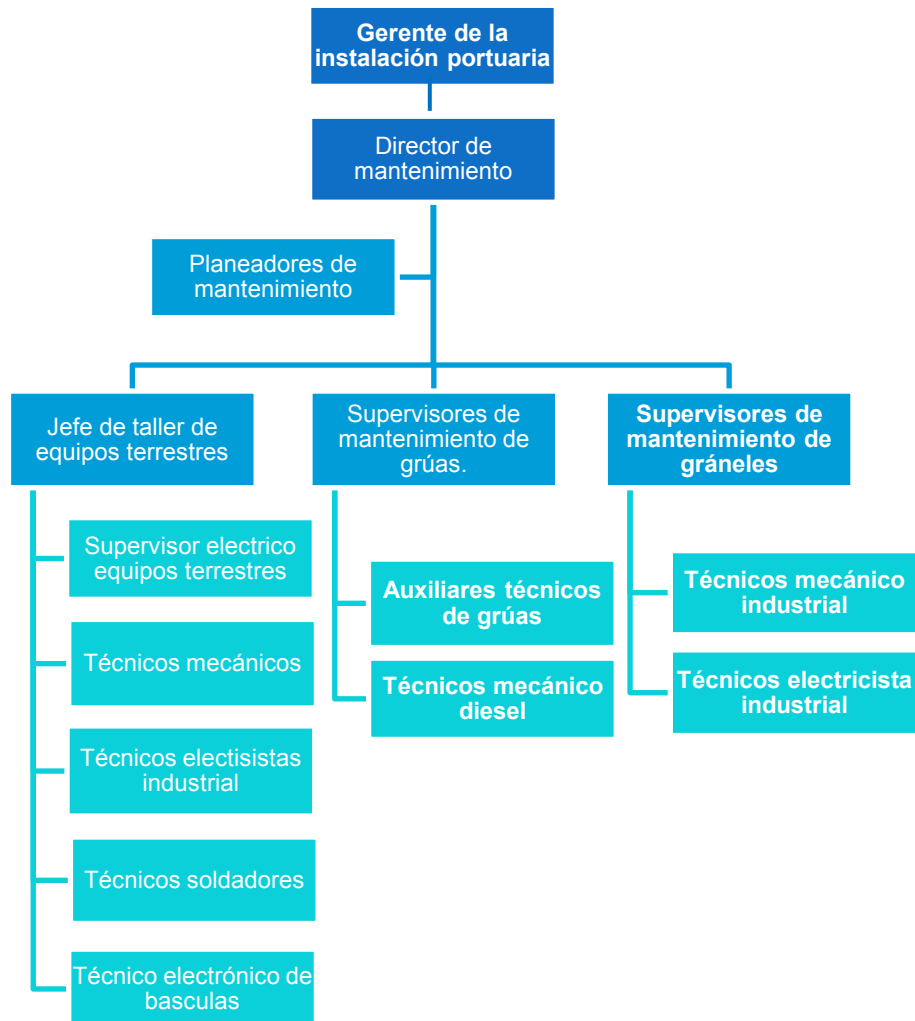 Gerente de la
instalación portuaria
Director de
mantenimiento
Planeadores de
mantenimiento
Jefe de taller de
equipos terrestres
Supervisores de
mantenimiento de
grúas.
Supervisores de
mantenimiento de
gráneles
Supervisor electrico
equipos terrestres
Técnicos mecánicos
Técnicos electisistas
industrial
Técnicos soldadores
Técnico electrónico de
basculas
Auxiliares técnicos
de grúas
Técnicos mecánico
diesel
Técnicos mecánico
industrial
Técnicos electricista
industrial